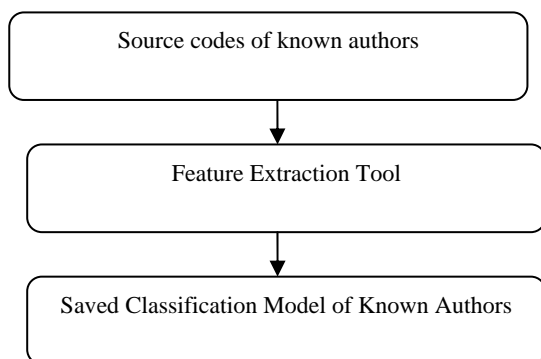 Source codes of known authors
Feature Extraction Tool
Saved Classification Model of Known Authors